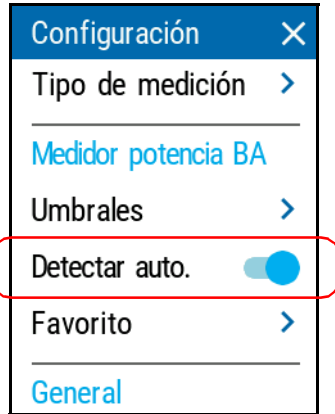 Configuración
Tipo de medición
Medidor potencia BA
Umbrales
Detectar auto.
Favorito
General